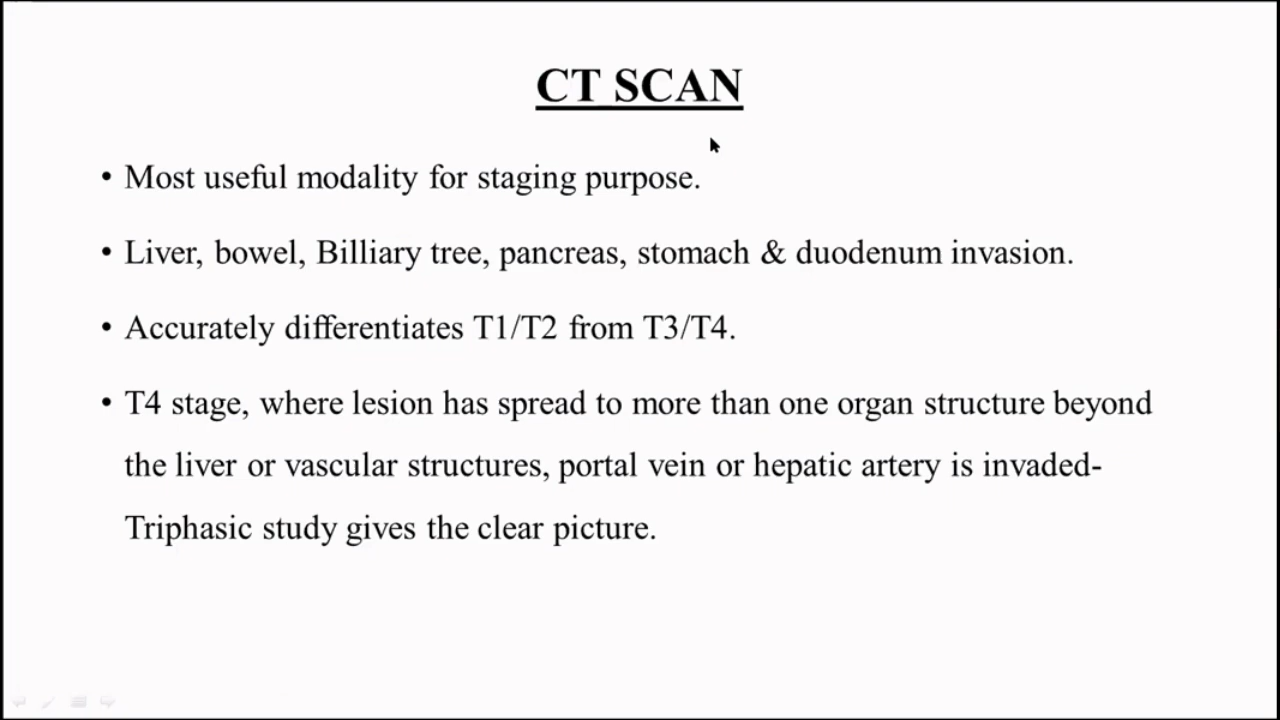 CT SCAN
• Most useful modality for staging purpose.
• Liver, bowel, Billiary tree, pancreas, stomach & duodenum invasion.
• Accurately differentiates T1/T2 from T3/T4.
• T4 stage, where lesion has spread to more than one organ structure beyond
the liver or vascular structures, portal vein or hepatic artery is invaded-
Triphasic study gives the clear picture.